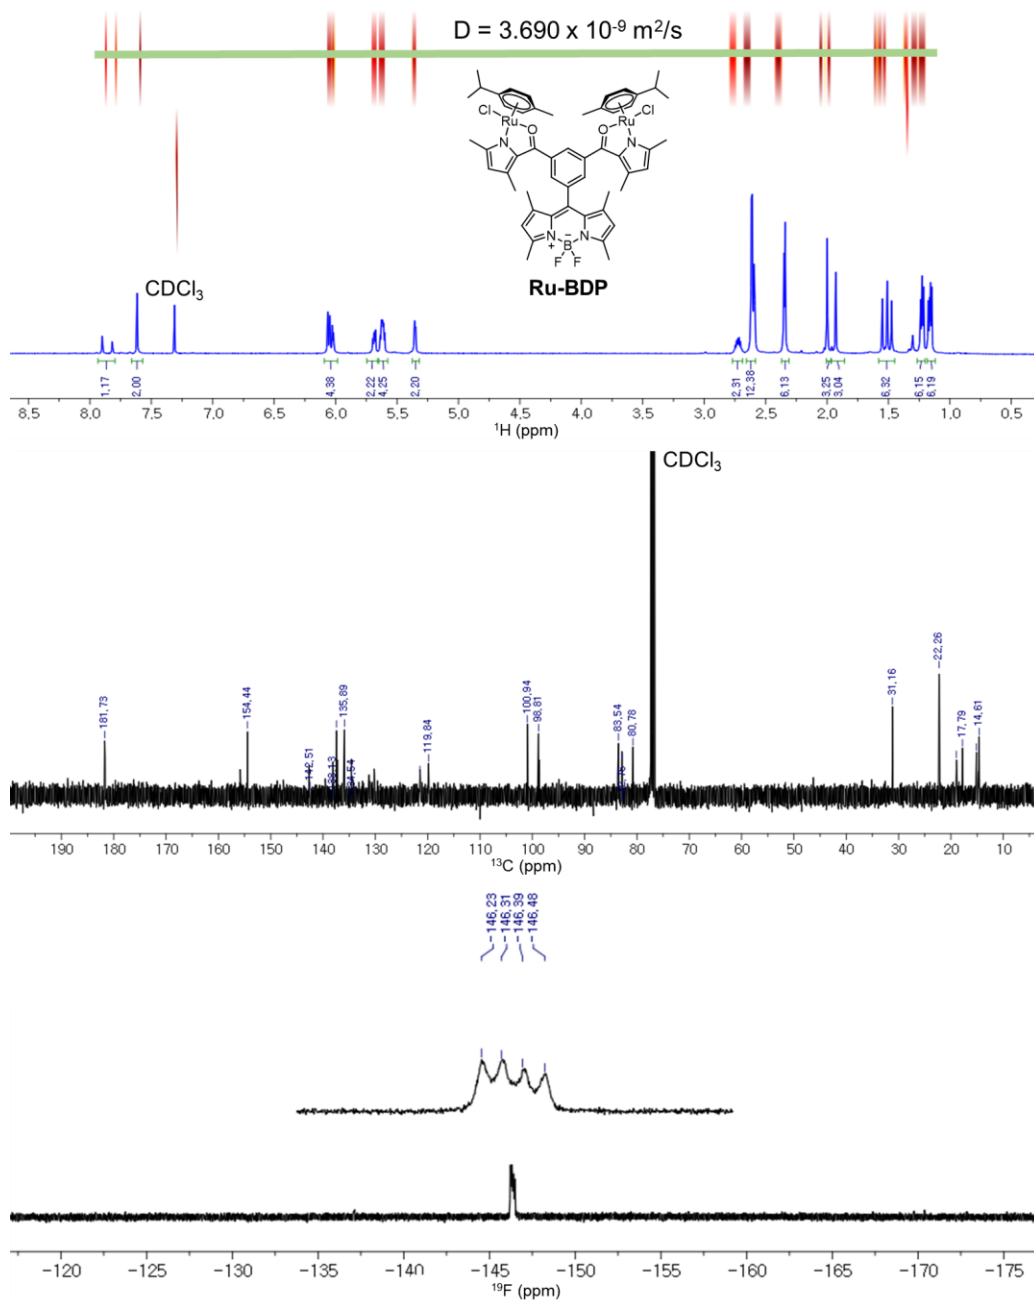 D = 3.690 x 10⁻⁹ m²/s
Cl
Ru
N
O
O
Ru
N
Cl
N
+
B
−
N
F
F
Ru-BDP
CDCl₃
1,17
2,00
4,38
2,22
4,25
2,20
2,31
12,38
6,13
3,25
3,04
6,32
6,15
6,19
8.5 8.0 7.5 7.0 6.5 6.0 5.5 5.0 4.5 4.0 3.5 3.0 2.5 2.0 1.5 1.0 0.5
¹H (ppm)
CDCl₃
181,73
154,44
142,51
138,13
135,89
119,84
100,94
98,81
83,54
80,78
31,16
22,26
17,79
14,61
190 180 170 160 150 140 130 120 110 100 90 80 70 60 50 40 30 20 10
¹³C (ppm)
-146,23
-146,31
-146,39
-146,48
−120 −125 −130 −135 −140 −145 −150 −155 −160 −165 −170 −175
¹⁹F (ppm)